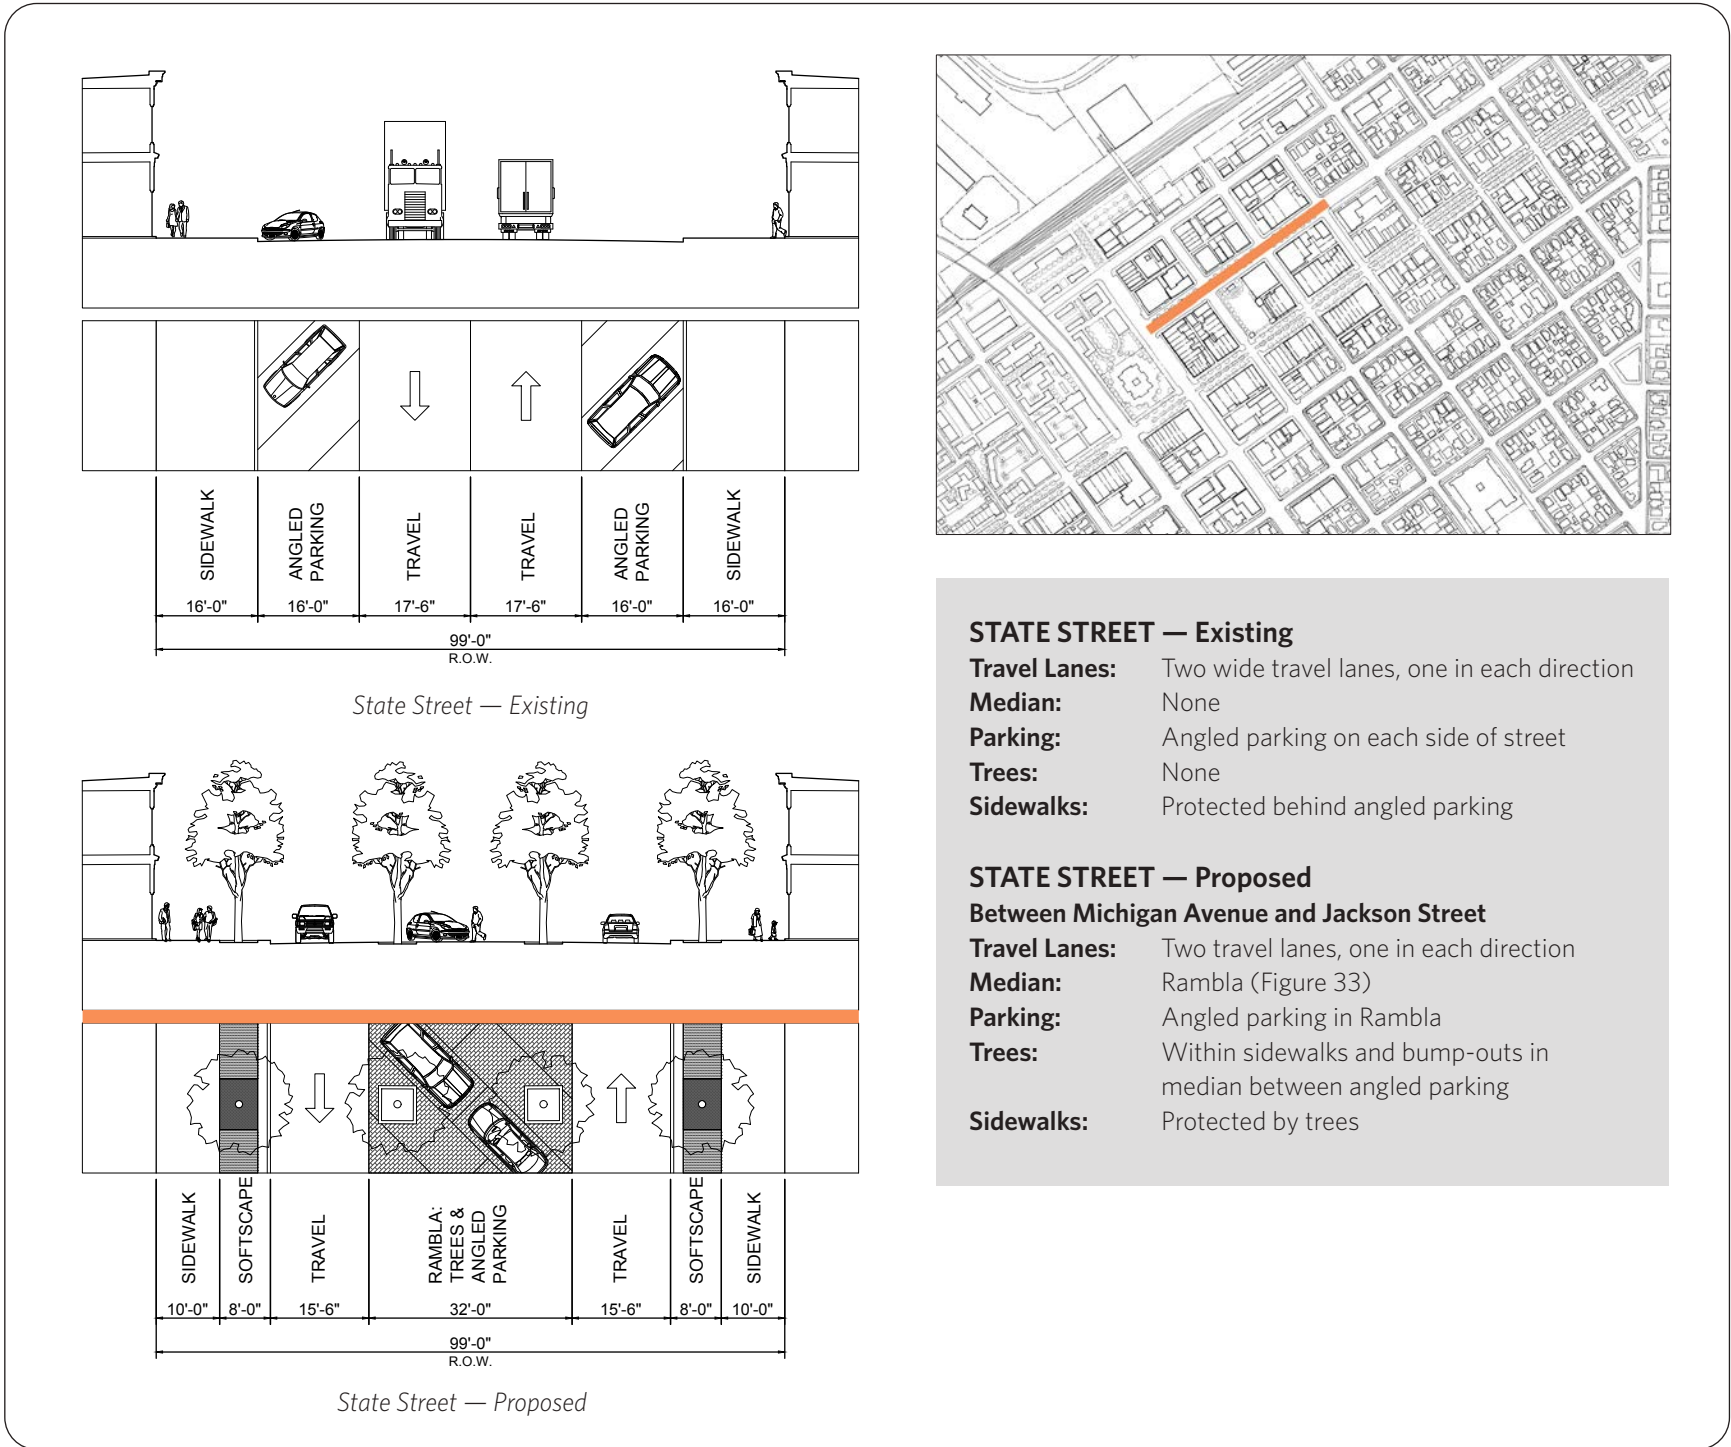 SIDEWALK
ANGLED
PARKING
TRAVEL
TRAVEL
ANGLED
PARKING
SIDEWALK
16'-0" 16'-0" 17'-6" 17'-6" 16'-0" 16'-0"
99'-0"
R.O.W.
State Street — Existing
SIDEWALK
SOFTSCAPE
TRAVEL
RAMBLA:
TREES &
ANGLED
PARKING
TRAVEL
SOFTSCAPE
SIDEWALK
10'-0" 8'-0" 15'-6" 32'-0" 15'-6" 8'-0" 10'-0"
99'-0"
R.O.W.
State Street — Proposed
STATE STREET — Existing
Travel Lanes: Two wide travel lanes, one in each direction
Median: None
Parking: Angled parking on each side of street
Trees: None
Sidewalks: Protected behind angled parking
STATE STREET — Proposed
Between Michigan Avenue and Jackson Street
Travel Lanes: Two travel lanes, one in each direction
Median: Rambla (Figure 33)
Parking: Angled parking in Rambla
Trees: Within sidewalks and bump-outs in
median between angled parking
Sidewalks: Protected by trees